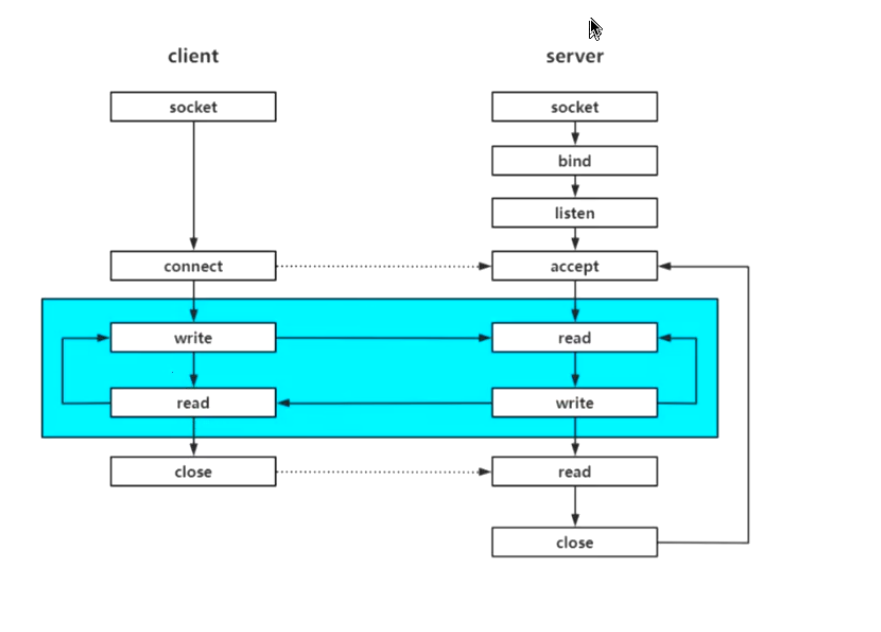 client
server
socket
socket
bind
listen
connect
accept
write
read
read
write
close
read
close